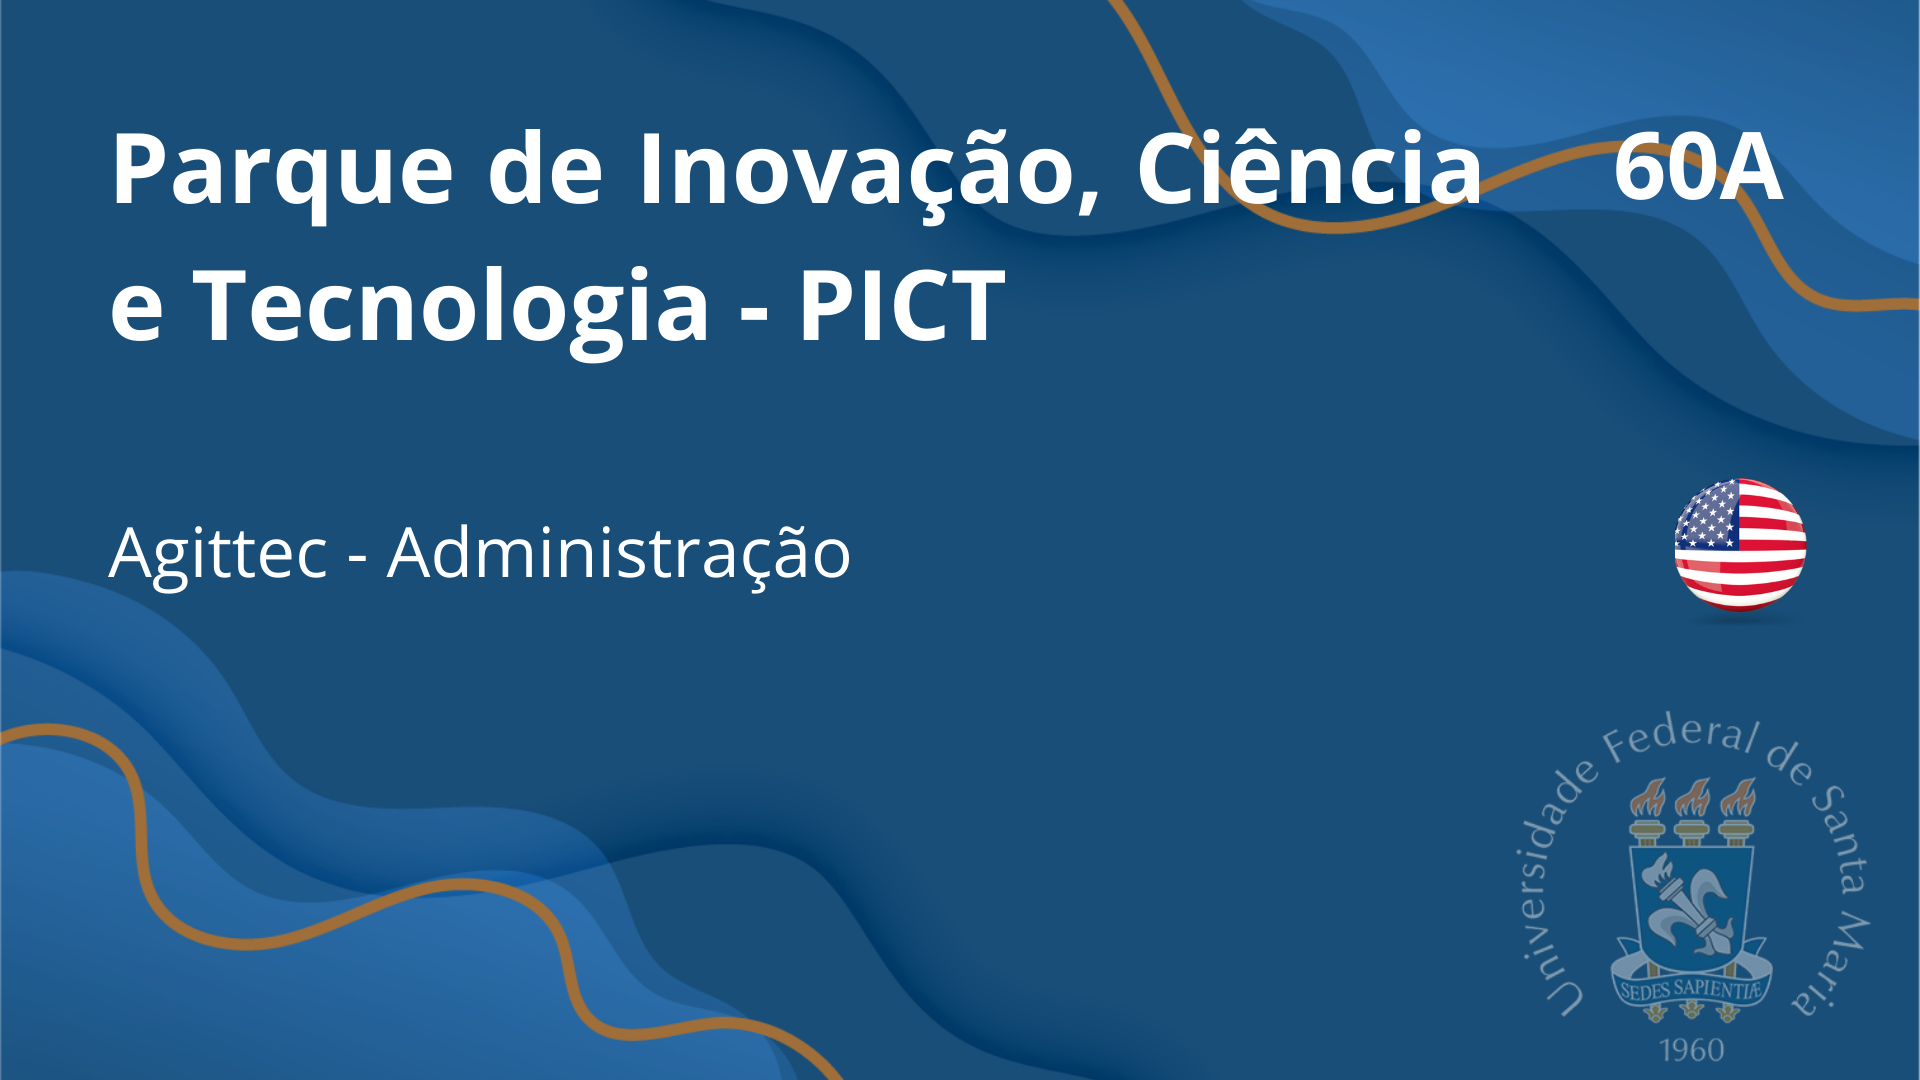 Parque de Inovação, Ciência 60A
e Tecnologia - PICT
Agittec - Administração
Universidade Federal de Santa Maria
SEDES SAPIENTIÆ
1960